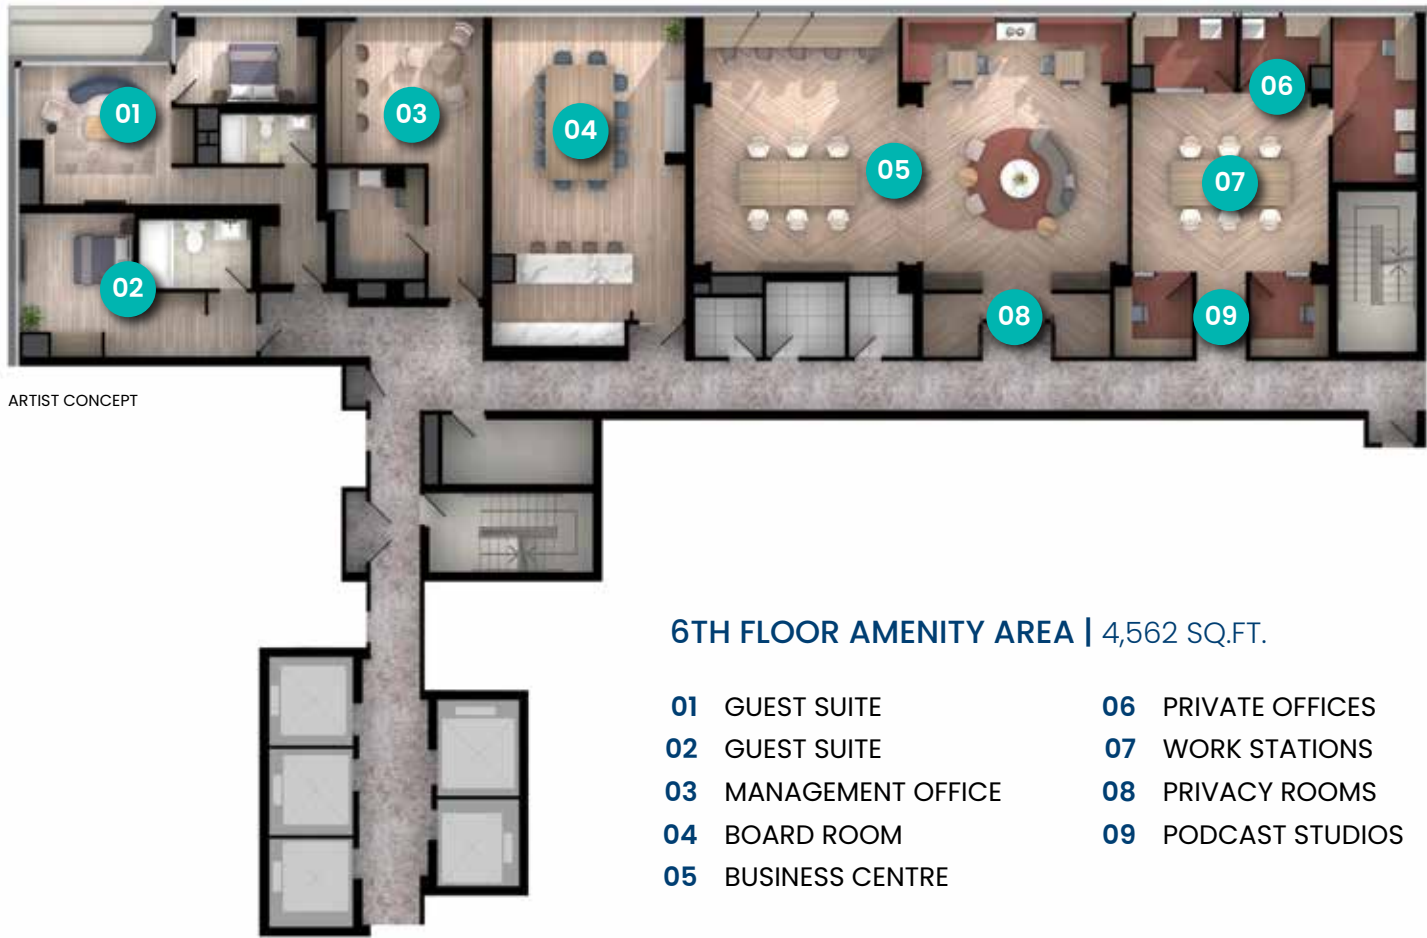 01
02
03
04
05
06
07
08
09
ARTIST CONCEPT
6TH FLOOR AMENITY AREA | 4,562 SQ.FT.
01 GUEST SUITE
02 GUEST SUITE
03 MANAGEMENT OFFICE
04 BOARD ROOM
05 BUSINESS CENTRE
06 PRIVATE OFFICES
07 WORK STATIONS
08 PRIVACY ROOMS
09 PODCAST STUDIOS